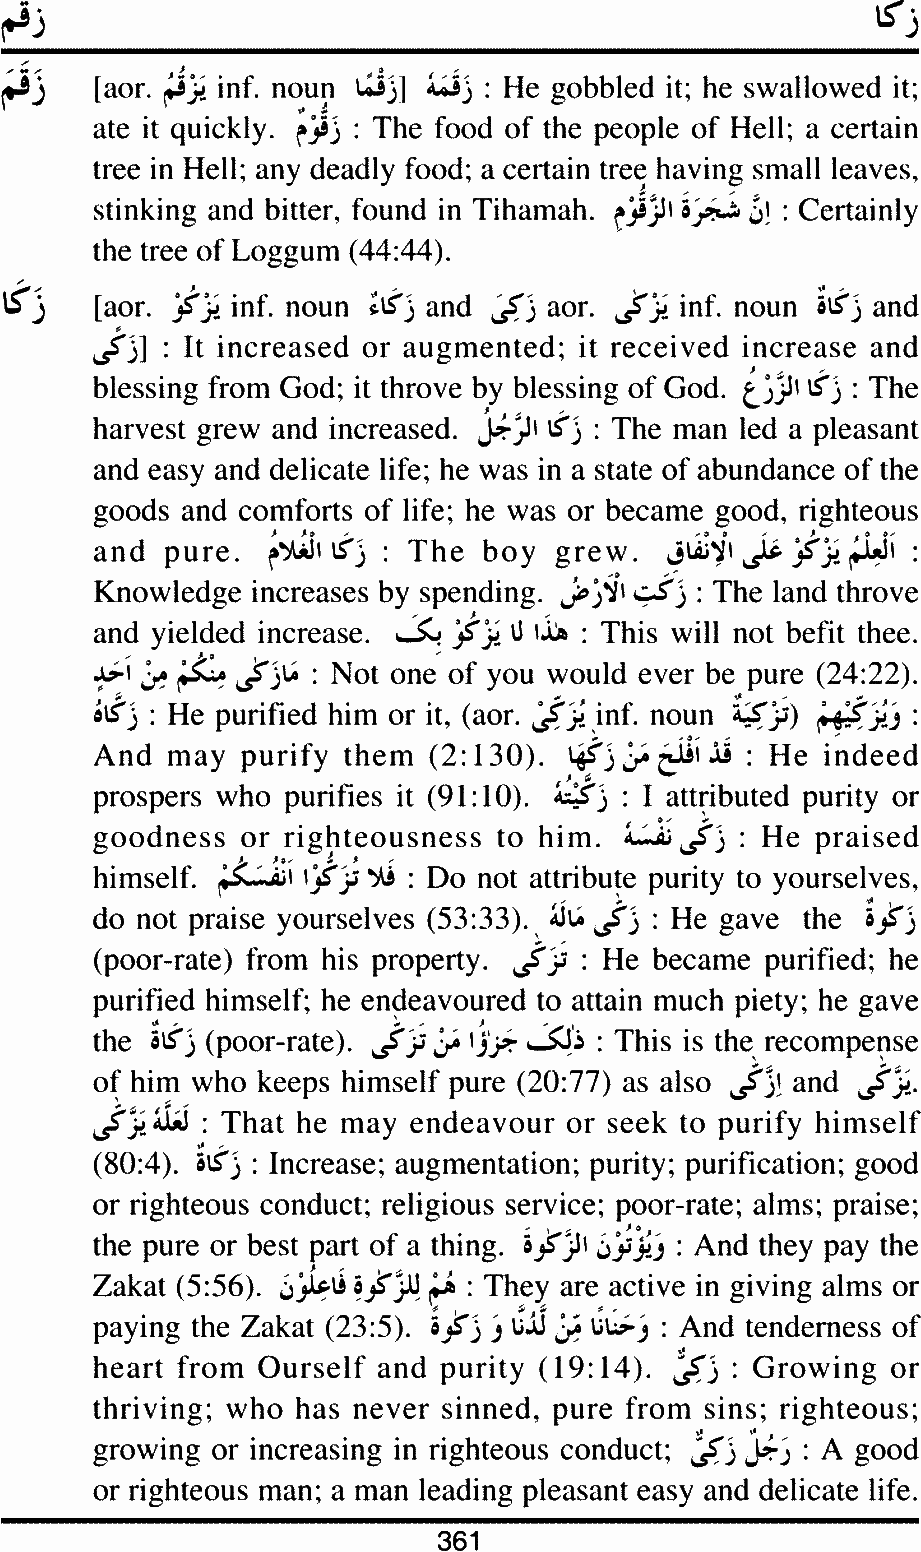 زقم زكا
زَقَمَ [aor. يَزْقُمُ inf. noun زَقْمًا] زَقَمَهُ : He gobbled it; he swallowed it;
ate it quickly. زَقُّوْمٌ : The food of the people of Hell; a certain
tree in Hell; any deadly food; a certain tree having small leaves,
stinking and bitter, found in Tihamah. اِنَّ شَجَرَةَ الزَّقُّوْمِ : Certainly
the tree of Loggum (44:44).
زَكَا [aor. يَزْكُوْ inf. noun زَكَاءٌ and زَكِىَ aor. يَزْكٰى inf. noun زَكَاةٌ and
زَكًى] : It increased or augmented; it received increase and
blessing from God; it throve by blessing of God. زَكَا الزَّرْعُ : The
harvest grew and increased. زَكَا الرَّجُلُ : The man led a pleasant
and easy and delicate life; he was in a state of abundance of the
goods and comforts of life; he was or became good, righteous
and pure. زَكَا الْغُلَامُ : The boy grew. اَلْعِلْمُ يَزْكُوْ عَلَى الْاِنْفَاقِ :
Knowledge increases by spending. زَكَتِ الْاَرْضُ : The land throve
and yielded increase. هٰذَا لَا يَزْكُوْ بِکَ : This will not befit thee.
مَازَكٰى مِنْكُمْ مِنْ اَحَدٍ : Not one of you would ever be pure (24:22).
زَكَّاهُ : He purified him or it, (aor. يُزَكِّىْ inf. noun تَزْكِيَةٌ) وَيُزَكِّيْهِمْ :
And may purify them (2:130). قَدْ اَفْلَحَ مَنْ زَكّٰهَا : He indeed
prospers who purifies it (91:10). زَكَّيْتُهُ : I attributed purity or
goodness or righteousness to him. زَكّٰى نَفْسَهُ : He praised
himself. فَلَا تُزَكُّوْا اَنْفُسَكُمْ : Do not attribute purity to yourselves,
do not praise yourselves (53:33). زَكّٰى مَالَهُ : He gave the زَكٰوةٌ
(poor-rate) from his property. تَزَكّٰى : He became purified; he
purified himself; he endeavoured to attain much piety; he gave
the زَكَاةٌ (poor-rate). ذٰلِکَ جَزٰؤُا مَنْ تَزَكّٰى : This is the recompense
of him who keeps himself pure (20:77) as also اِزَّكّٰى and يَزَّكّٰى.
لَعَلَّهُ يَزَّكّٰى : That he may endeavour or seek to purify himself
(80:4). زَكَاةٌ : Increase; augmentation; purity; purification; good
or righteous conduct; religious service; poor-rate; alms; praise;
the pure or best part of a thing. وَيُؤْتُوْنَ الزَّكٰوةَ : And they pay the
Zakat (5:56). هُمْ لِلزَّكٰوةِ فَاعِلُوْنَ : They are active in giving alms or
paying the Zakat (23:5). وَحَنَانًا مِّنْ لَّدُنَّا وَ زَكٰوةً : And tenderness of
heart from Ourself and purity (19:14). زَكِىٌّ : Growing or
thriving; who has never sinned, pure from sins; righteous;
growing or increasing in righteous conduct; رَجُلٌ زَكِىٌّ : A good
or righteous man; a man leading pleasant easy and delicate life.
361